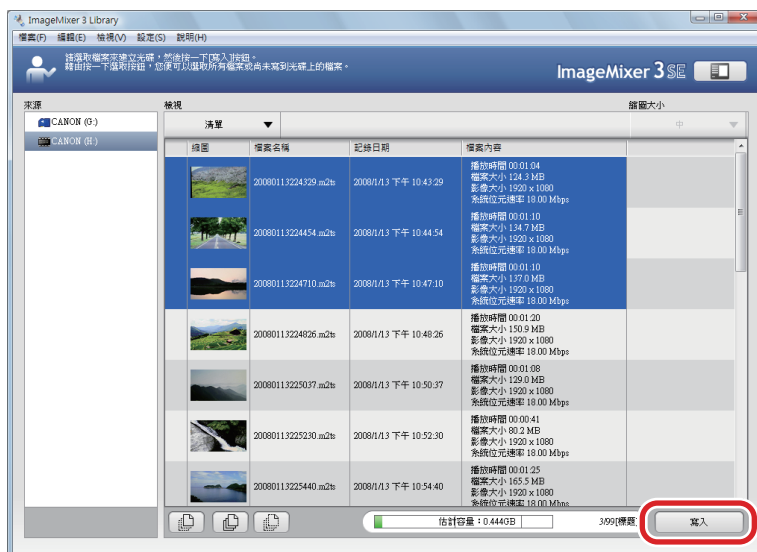 ImageMixer 3 Library
檔案(F) 編輯(E) 檢視(V) 設定(S) 說明(H)
請選取檔案來建立光碟，然後按一下[寫入]按鈕。
藉由按一下選取按鈕，您便可以選取所有檔案或尚未寫到光碟上的檔案。
ImageMixer 3 SE
來源 檢視 縮圖大小
CANON (G:)
CANON (H:)
清單 中
縮圖 檔案名稱 記錄日期 檔案內容
20080113224329.m2ts 2008/1/13 下午 10:43:29
播放時間 00:01:04
檔案大小 124.3 MB
影像大小 1920 x 1080
系統位元速率 18.00 Mbps
20080113224454.m2ts 2008/1/13 下午 10:44:54
播放時間 00:01:10
檔案大小 134.7 MB
影像大小 1920 x 1080
系統位元速率 18.00 Mbps
20080113224710.m2ts 2008/1/13 下午 10:47:10
播放時間 00:01:10
檔案大小 137.0 MB
影像大小 1920 x 1080
系統位元速率 18.00 Mbps
20080113224826.m2ts 2008/1/13 下午 10:48:26
播放時間 00:01:20
檔案大小 150.9 MB
影像大小 1920 x 1080
系統位元速率 18.00 Mbps
20080113225037.m2ts 2008/1/13 下午 10:50:37
播放時間 00:01:08
檔案大小 129.0 MB
影像大小 1920 x 1080
系統位元速率 18.00 Mbps
20080113225230.m2ts 2008/1/13 下午 10:52:30
播放時間 00:00:41
檔案大小 80.2 MB
影像大小 1920 x 1080
系統位元速率 18.00 Mbps
20080113225440.m2ts 2008/1/13 下午 10:54:40
播放時間 00:01:25
檔案大小 165.5 MB
影像大小 1920 x 1080
系統位元速率 18.00 Mbps
估計容量：0.444GB 3/99[標題] 寫入